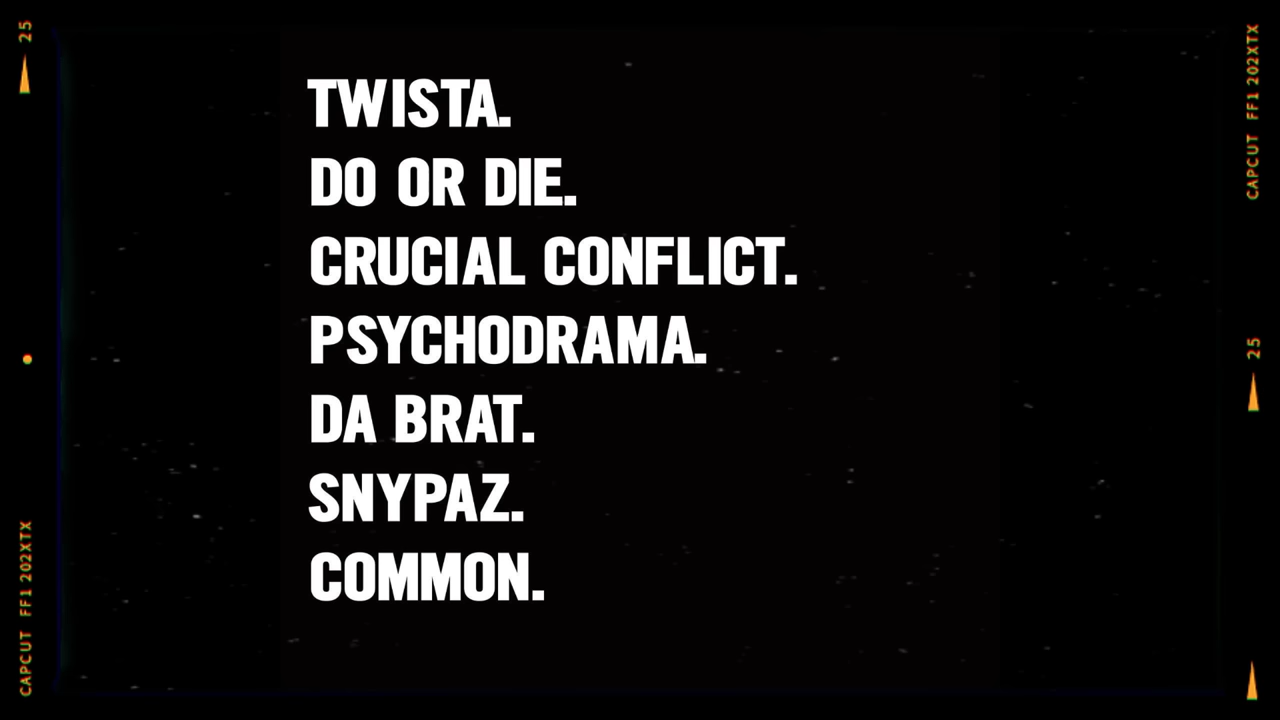 TWISTA.
DO OR DIE.
CRUCIAL CONFLICT.
PSYCHODRAMA.
DA BRAT.
SNYPAZ.
COMMON.
25
CAPCUT FF1 202XTX
CAPCUT FF1 202XTX
25